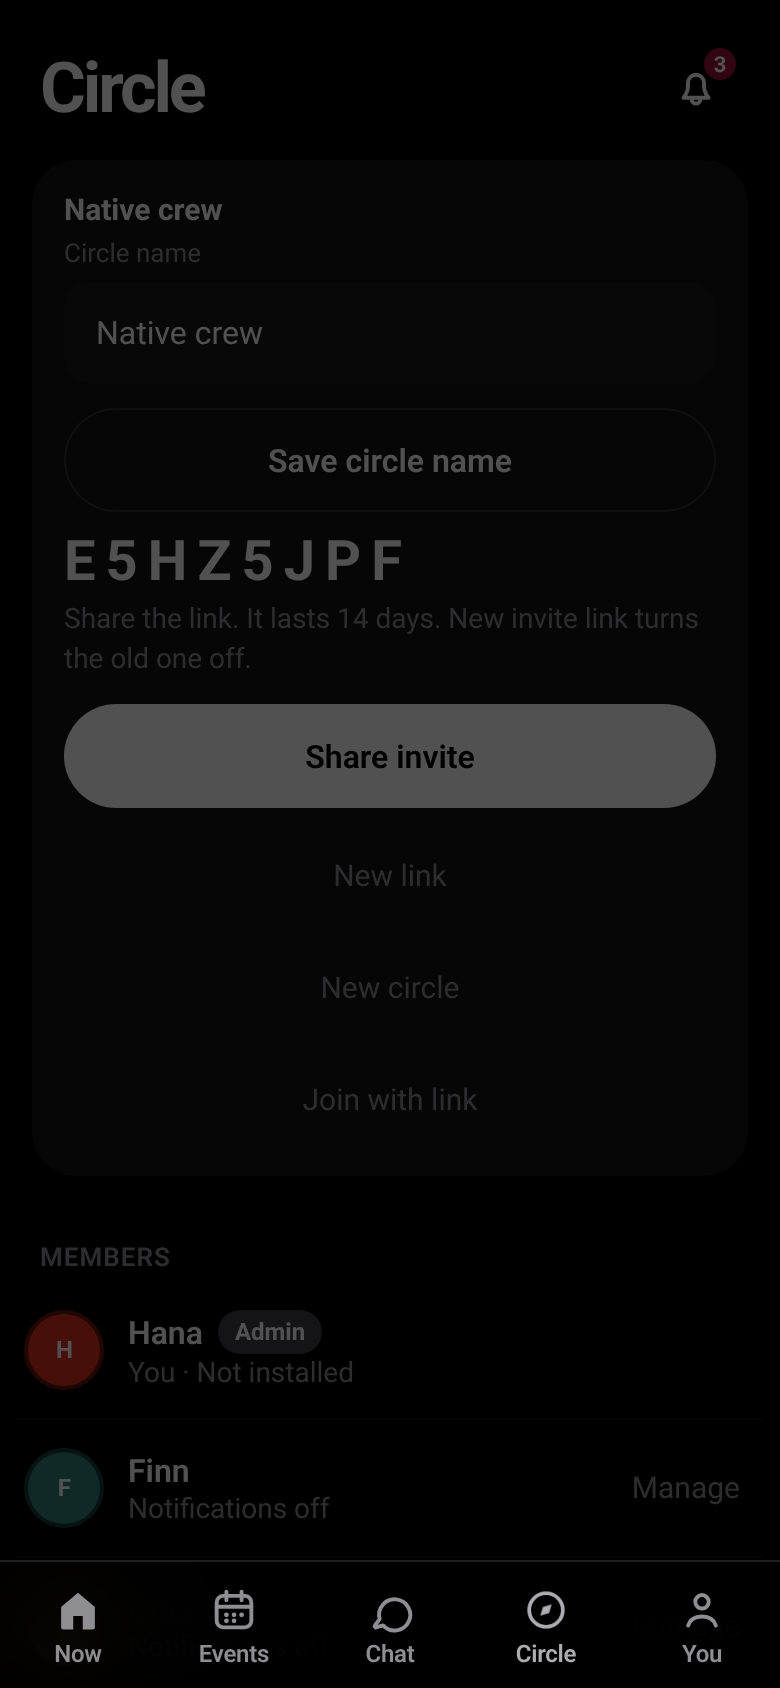 Circle
3
Native crew
Circle name
Native crew
Save circle name
E5HZ5JPF
Share the link. It lasts 14 days. New invite link turns
the old one off.
Share invite
New link
New circle
Join with link
MEMBERS
H
Hana Admin
You · Not installed
F
Finn
Notifications off
Manage
Now
Events
Chat
Circle
You